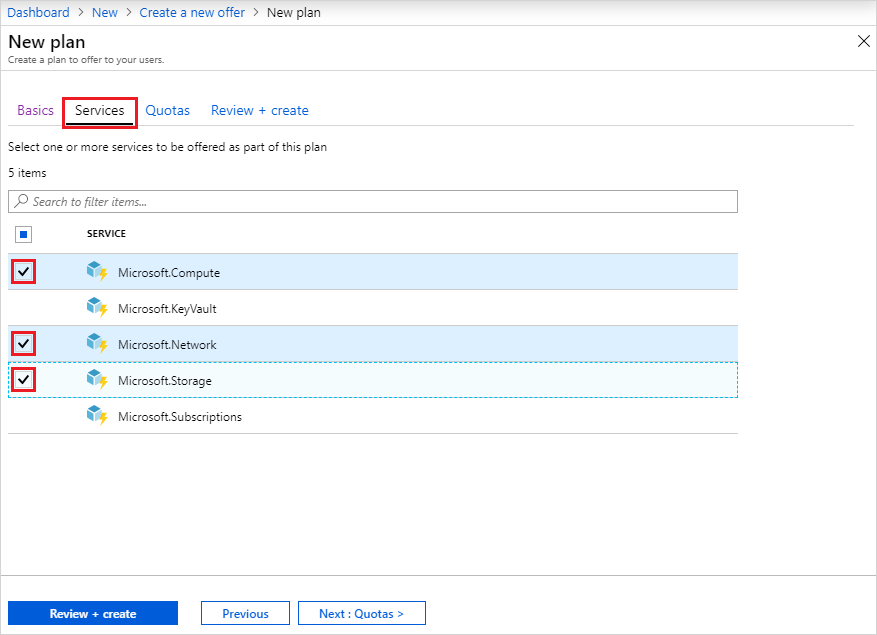 Dashboard > New > Create a new offer > New plan
New plan
Create a plan to offer to your users.
Basics Services Quotas Review + create
Select one or more services to be offered as part of this plan
5 items
Search to filter items...
SERVICE
Microsoft.Compute
Microsoft.KeyVault
Microsoft.Network
Microsoft.Storage
Microsoft.Subscriptions
Review + create Previous Next : Quotas >